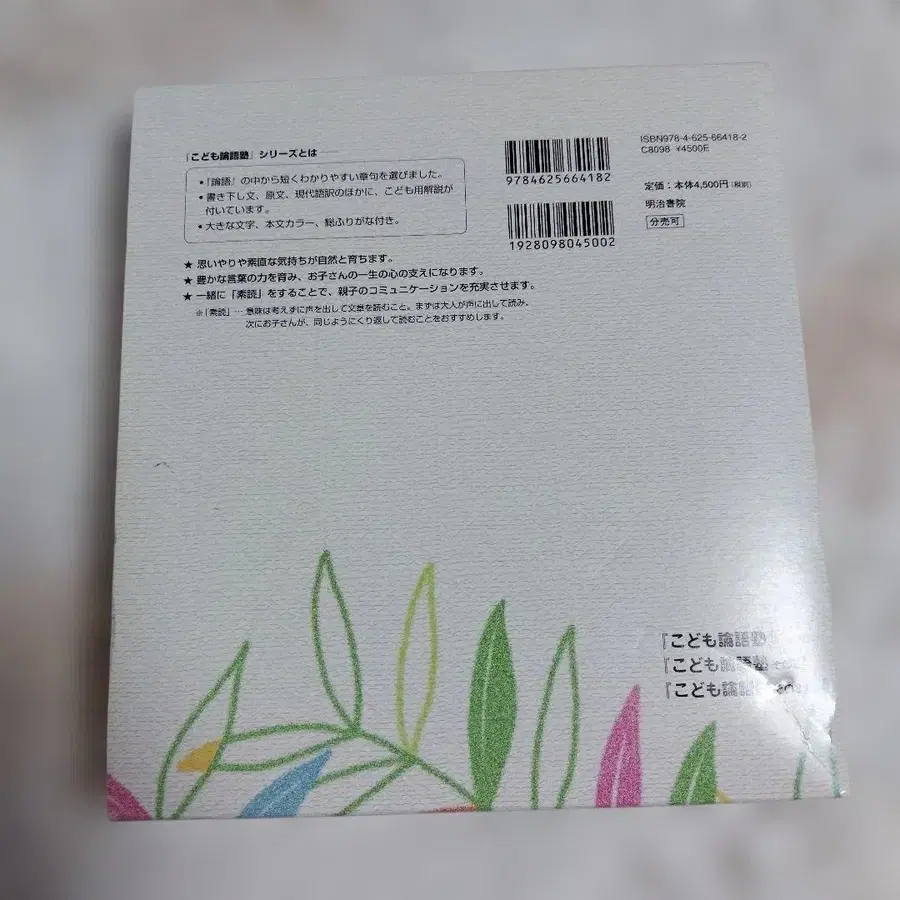 『こども論語塾』シリーズとは
・『論語』の中から短くわかりやすい章句を選びました。
・書き下し文、原文、現代語訳のほかに、こども用解説が
付いています。
・大きな文字、本文カラー、総ふりがな付き。
★ 思いやりや素直な気持ちが自然と育ちます。
★ 豊かな言葉の力を育み、お子さんの一生の心の支えになります。
★ 一緒に「素読」をすることで、親子のコミュニケーションを充実させます。
※「素読」… 意味は考えずに声を出して文章を読むこと。まずは大人が声に出して読み、
次にお子さんが、同じようにくり返して読むことをおすすめします。
9784625664182
1928098045002
ISBN978-4-625-66418-2
C8098 ¥4500E
定価:本体4,500円(税別)
明治書院
分売可
『こども論語塾
『こども論語塾
『こども論語